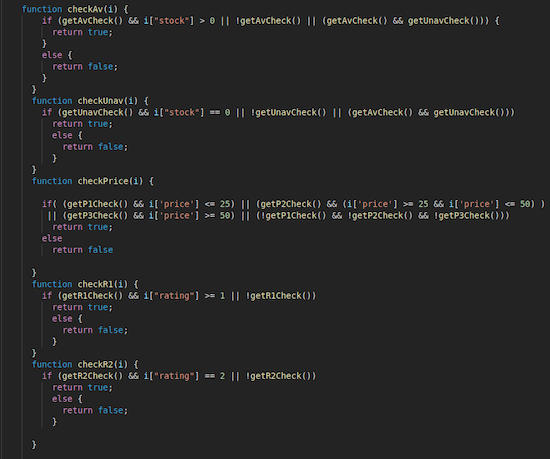 function checkAv(i) {
if (getAvCheck() && i["stock"] > 0 || !getAvCheck() || (getAvCheck() && getUnavCheck())) {
return true;
}
else {
return false;
}
}
function checkUnav(i) {
if (getUnavCheck() && i["stock"] == 0 || !getUnavCheck() || (getAvCheck() && getUnavCheck()))
return true;
else {
return false;
}
}
function checkPrice(i) {
if( (getP1Check() && i['price'] <= 25) || (getP2Check() && (i['price'] >= 25 && i['price'] <= 50) )
|| (getP3Check() && i['price'] >= 50) || (!getP1Check() && !getP2Check() && !getP3Check()))
return true;
else
return false
}
function checkR1(i) {
if (getR1Check() && i["rating"] >= 1 || !getR1Check())
return true;
else {
return false;
}
}
function checkR2(i) {
if (getR2Check() && i["rating"] == 2 || !getR2Check())
return true;
else {
return false;
}
}